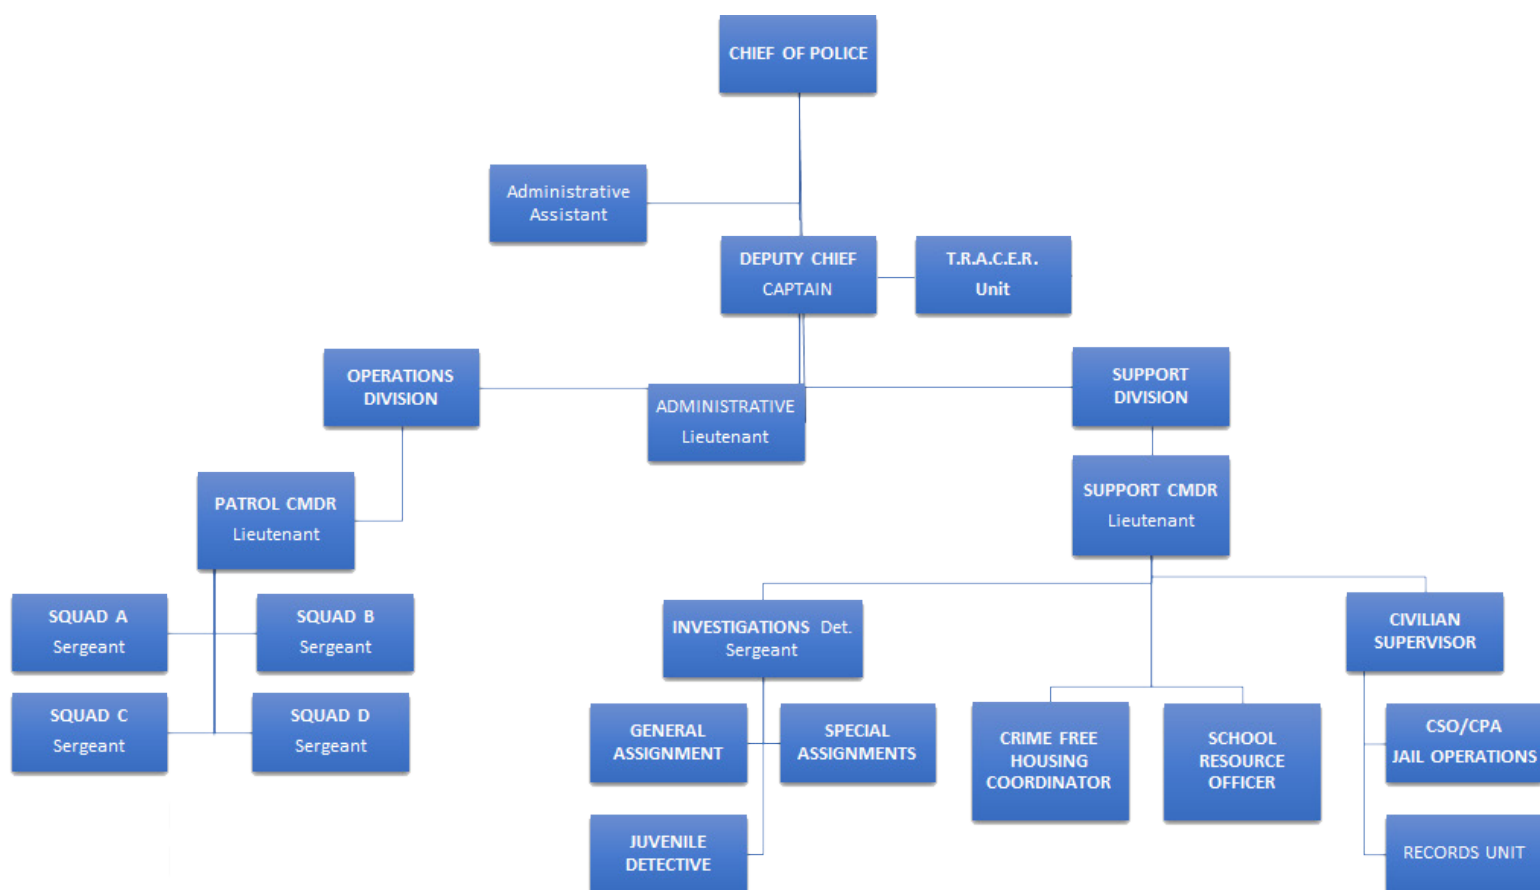 CHIEF OF POLICE
Administrative
Assistant
DEPUTY CHIEF
CAPTAIN
T.R.A.C.E.R.
Unit
OPERATIONS
DIVISION
ADMINISTRATIVE
Lieutenant
SUPPORT
DIVISION
PATROL CMDR
Lieutenant
SUPPORT CMDR
Lieutenant
SQUAD A
Sergeant
SQUAD B
Sergeant
SQUAD C
Sergeant
SQUAD D
Sergeant
INVESTIGATIONS Det.
Sergeant
CIVILIAN
SUPERVISOR
GENERAL
ASSIGNMENT
SPECIAL
ASSIGNMENTS
JUVENILE
DETECTIVE
CRIME FREE
HOUSING
COORDINATOR
SCHOOL
RESOURCE
OFFICER
CSO/CPA
JAIL OPERATIONS
RECORDS UNIT